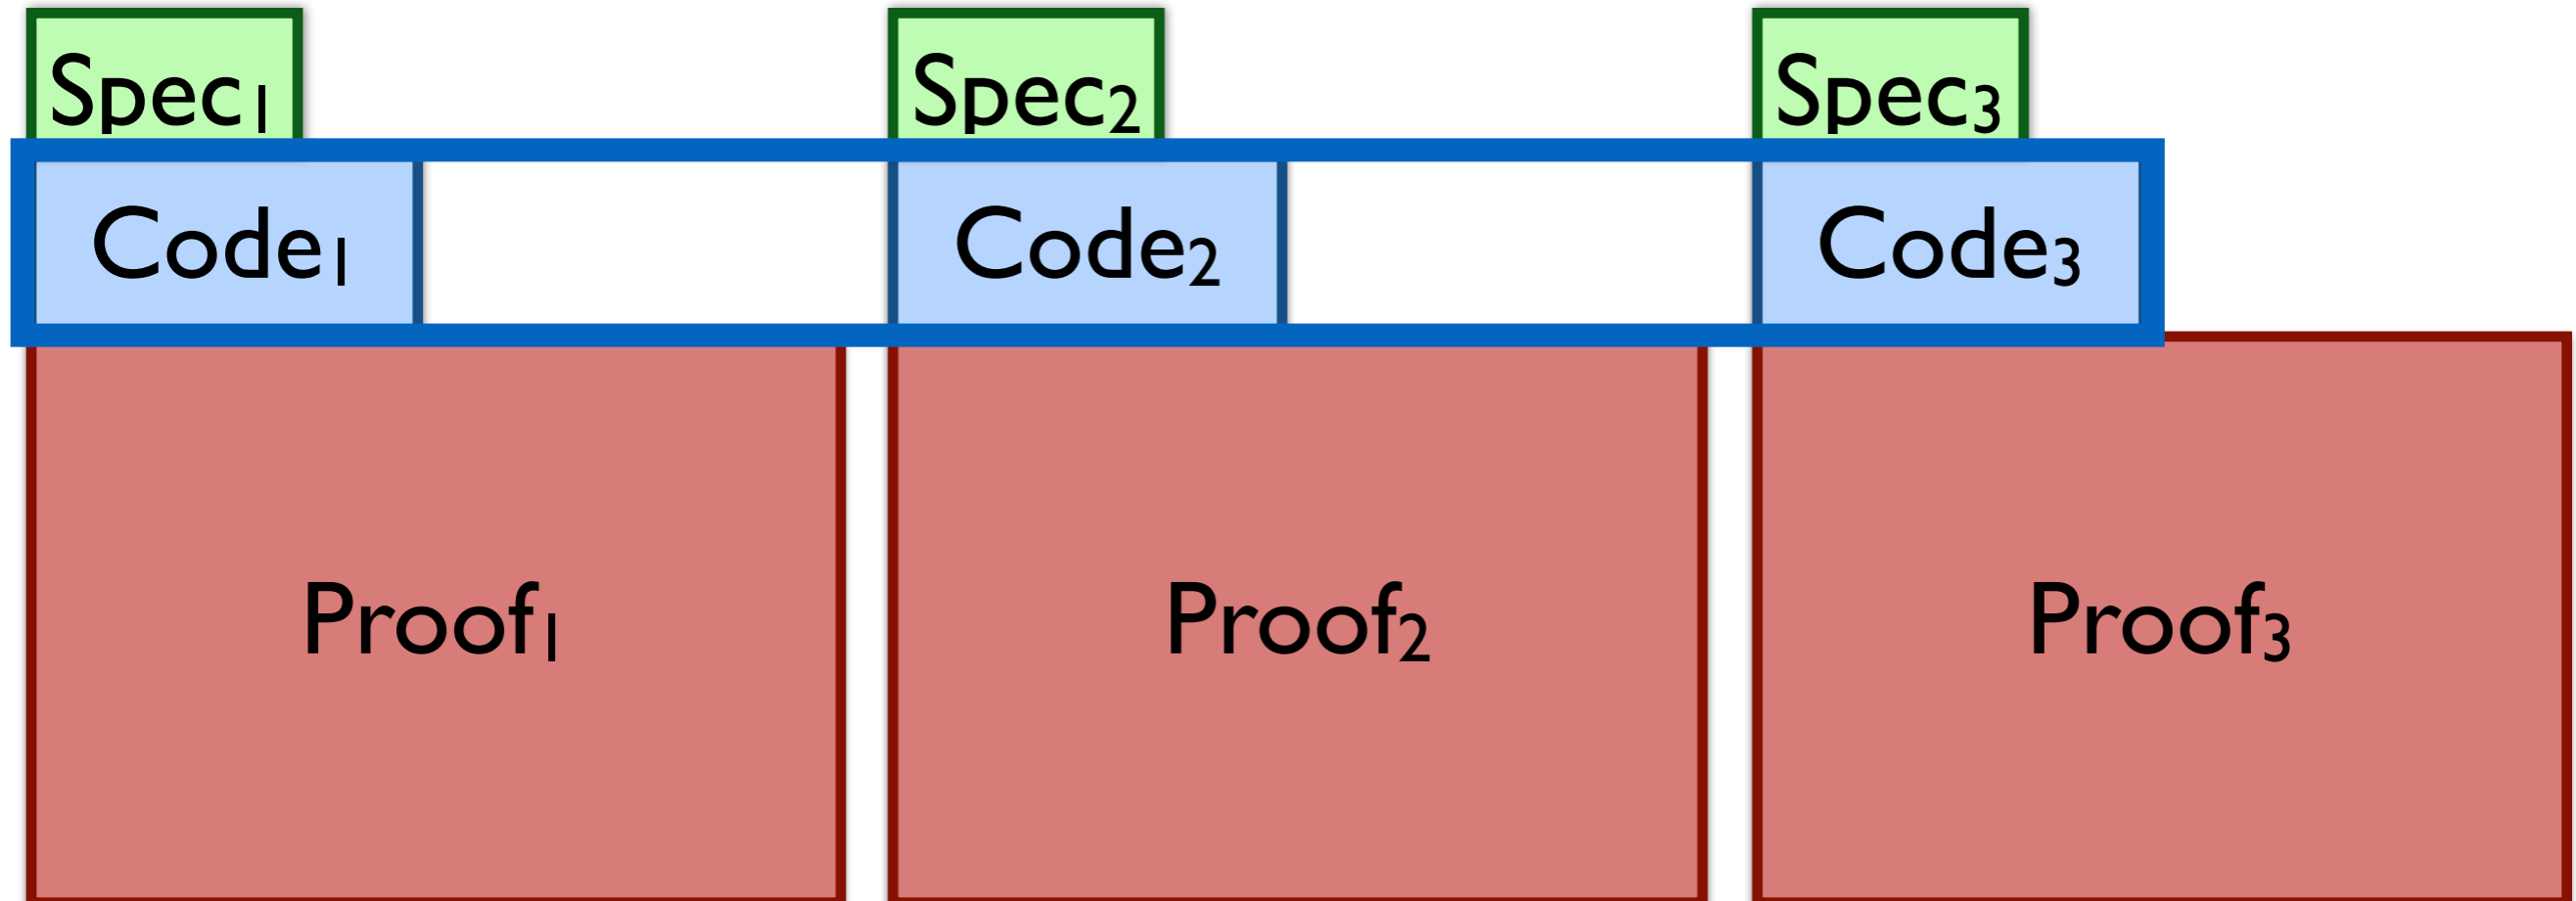 Spec₁ Spec₂ Spec₃
Code₁ Code₂ Code₃
Proof₁ Proof₂ Proof₃